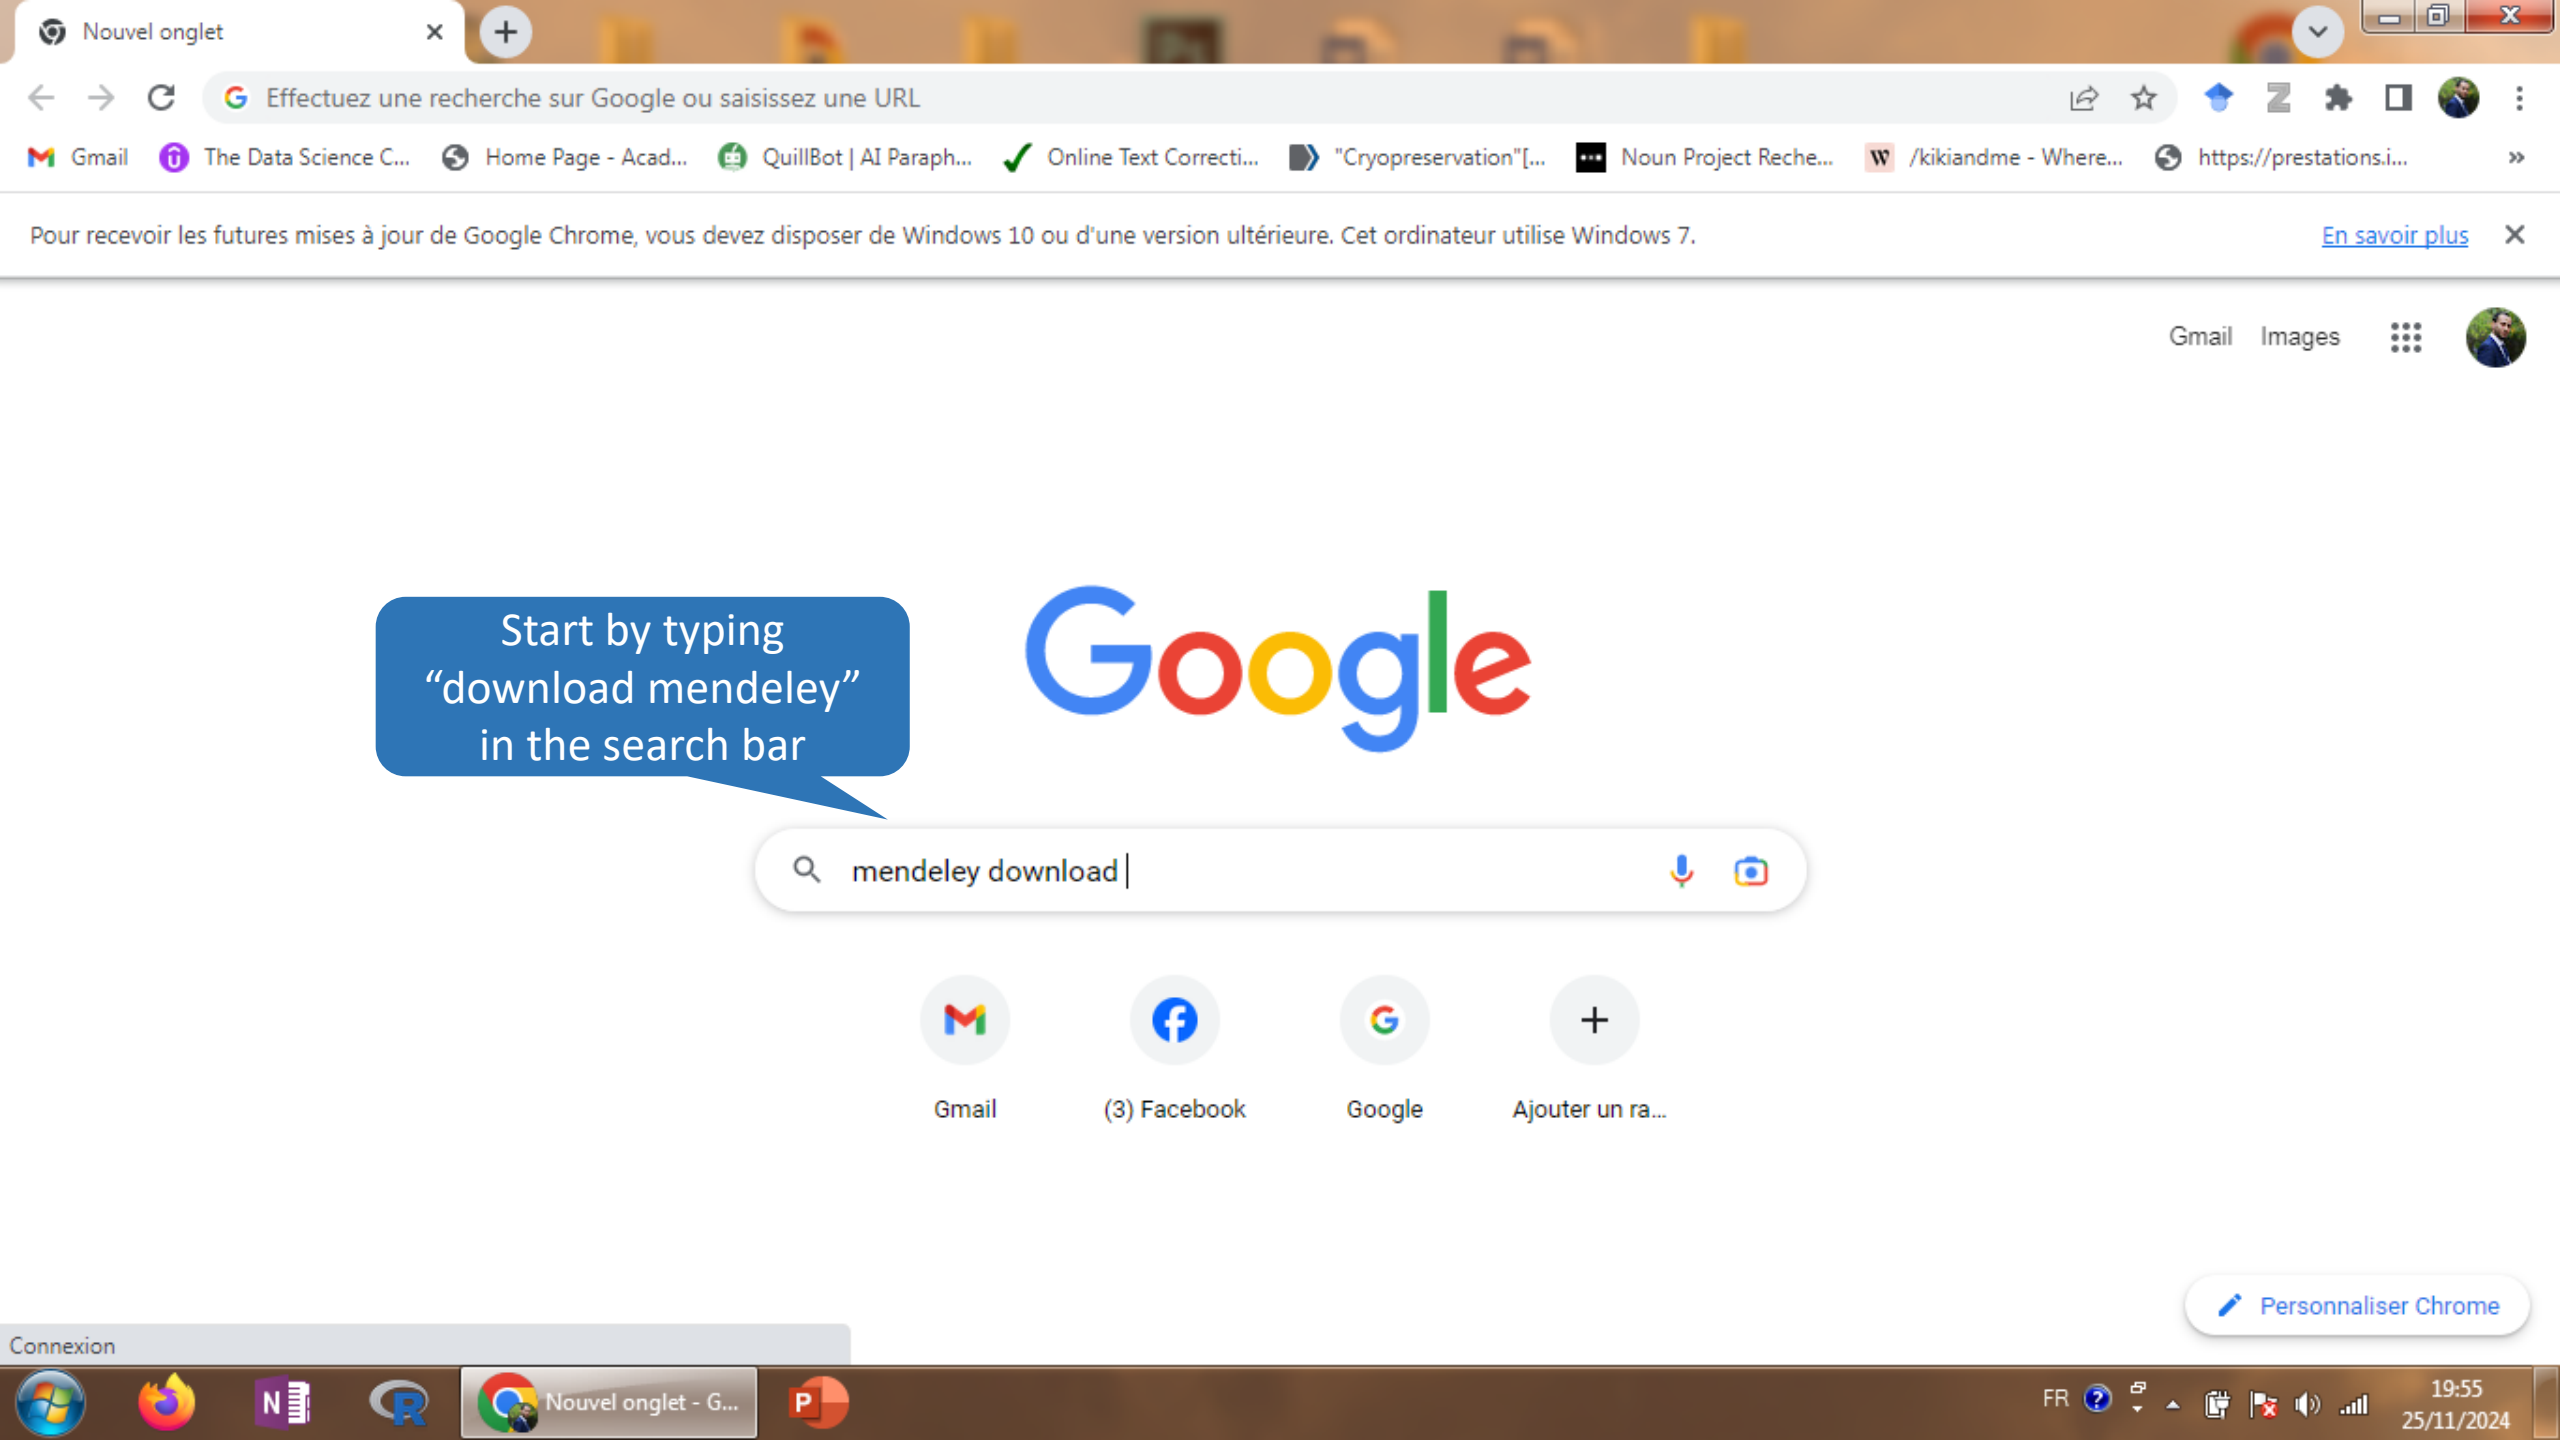 Nouvel onglet
Effectuez une recherche sur Google ou saisissez une URL
Gmail The Data Science C... Home Page - Acad... QuillBot | AI Paraph... Online Text Correcti... "Cryopreservation"[... Noun Project Reche... /kikiandme - Where... https://prestations.i... »
Pour recevoir les futures mises à jour de Google Chrome, vous devez disposer de Windows 10 ou d'une version ultérieure. Cet ordinateur utilise Windows 7. En savoir plus
Gmail Images
Start by typing
“download mendeley”
in the search bar
Google
mendeley download
Gmail (3) Facebook Google Ajouter un ra...
Personnaliser Chrome
Connexion
Nouvel onglet - G...
FR
19:55
25/11/2024